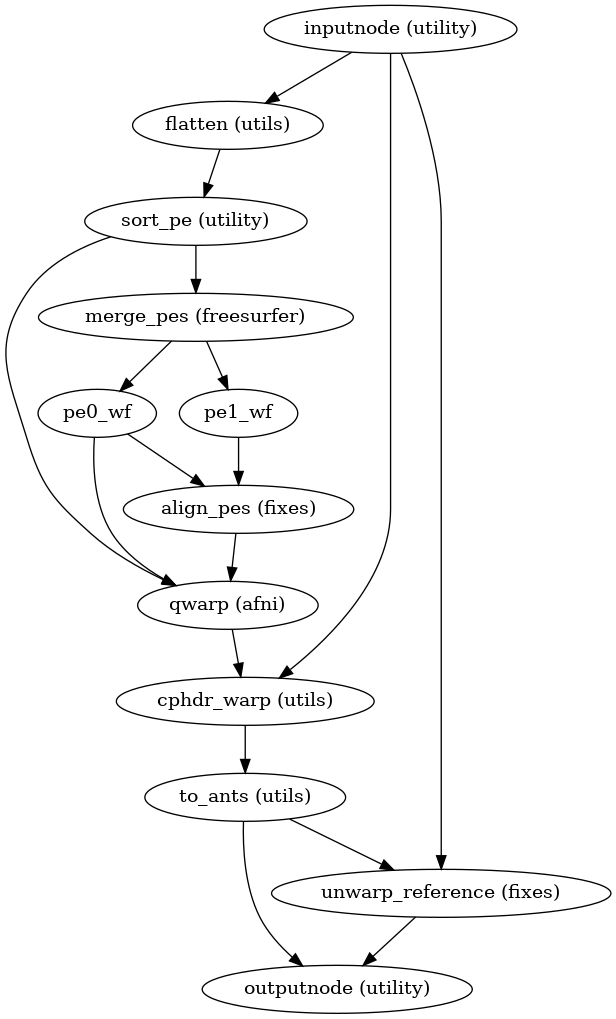 inputnode (utility)
flatten (utils)
sort_pe (utility)
merge_pes (freesurfer)
pe0_wf
pe1_wf
align_pes (fixes)
qwarp (afni)
cphdr_warp (utils)
to_ants (utils)
unwarp_reference (fixes)
outputnode (utility)